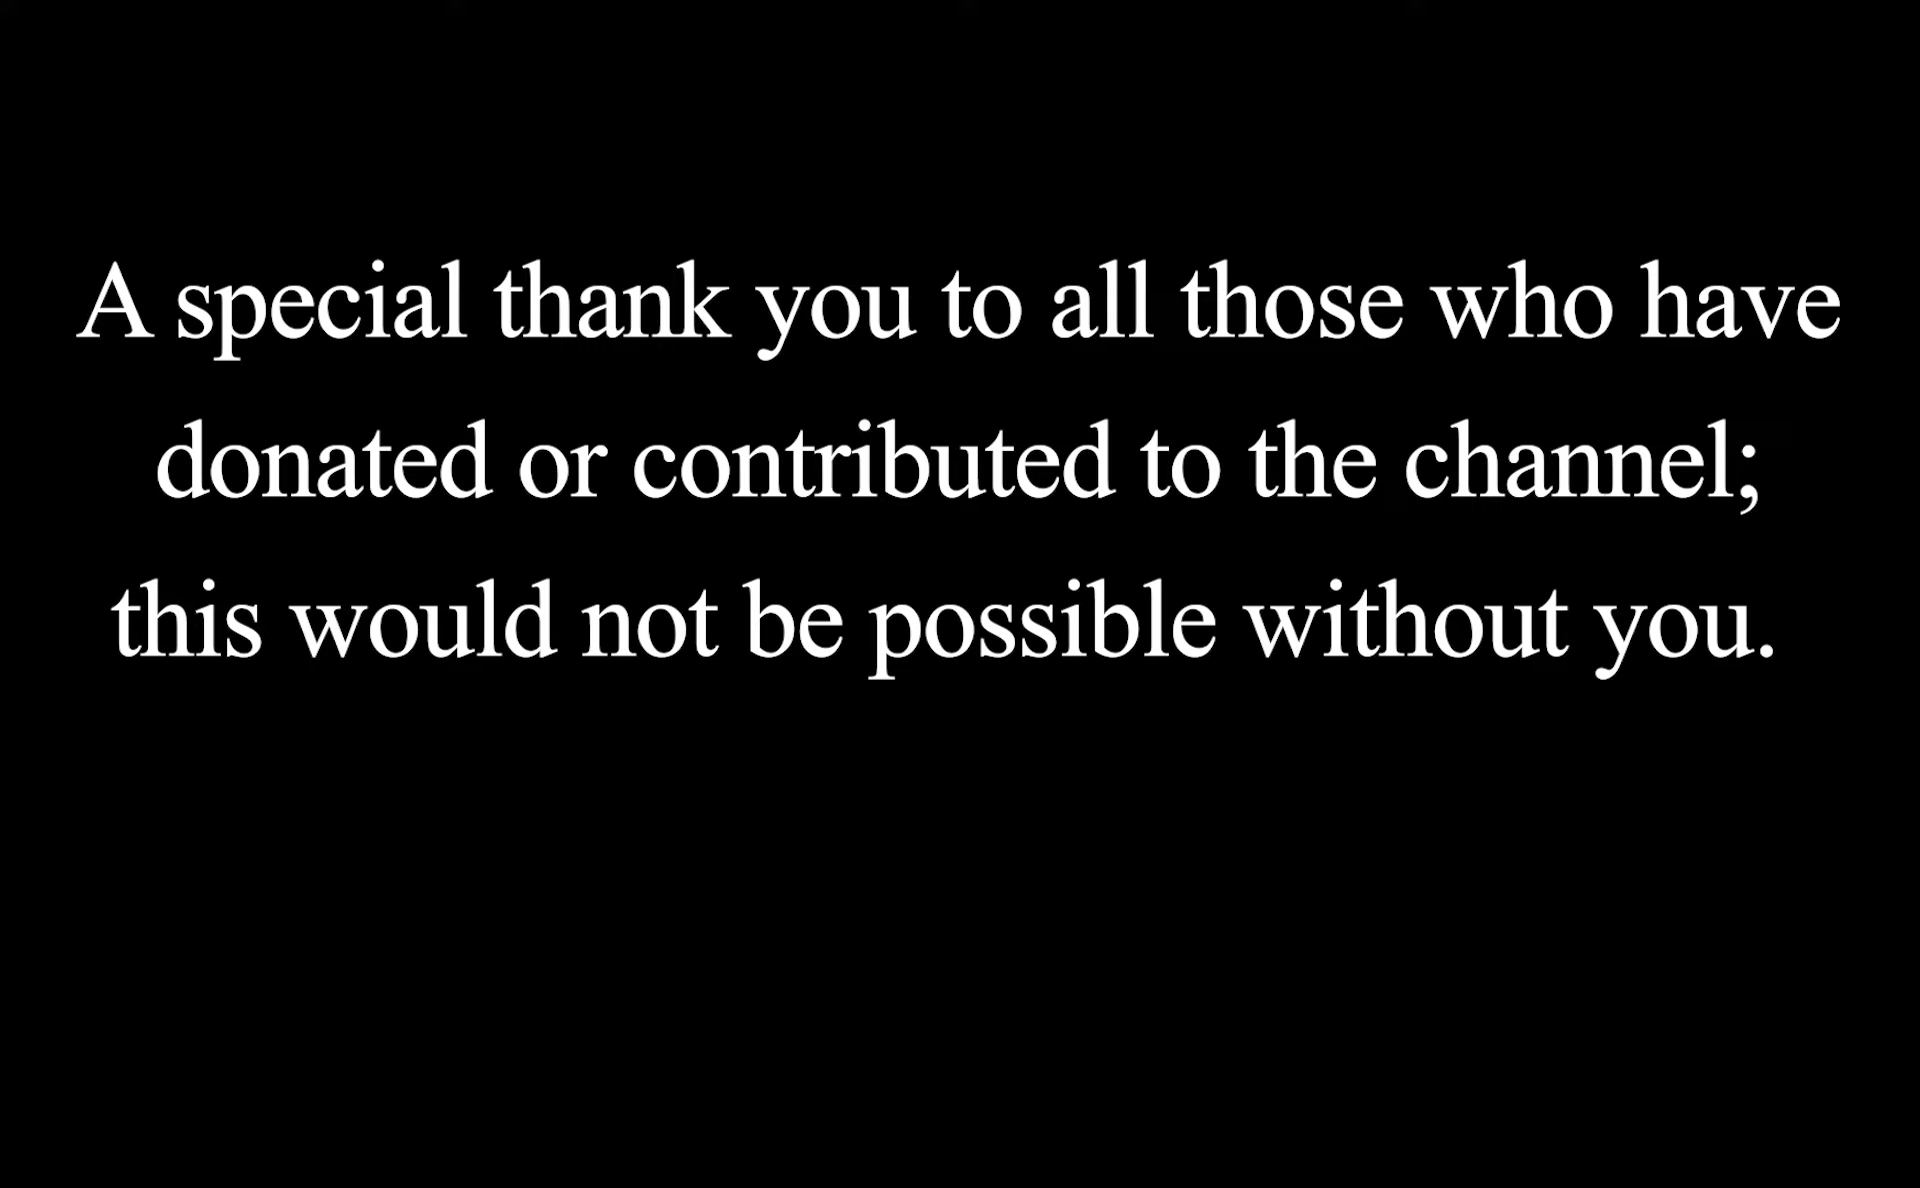 A special thank you to all those who have
donated or contributed to the channel;
this would not be possible without you.